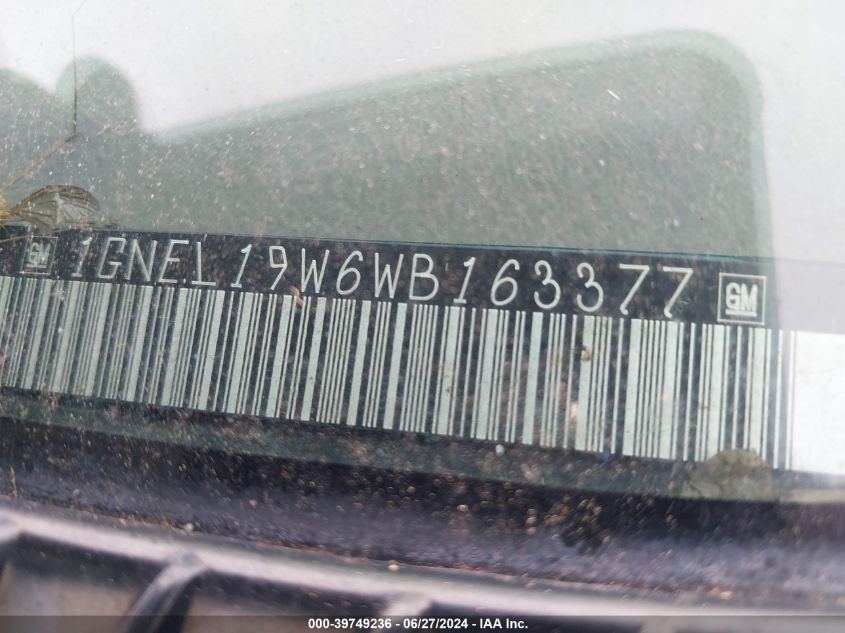 GM 1GNEL19W6WB163377 GM
000-39749236 - 06/27/2024 - IAA Inc.